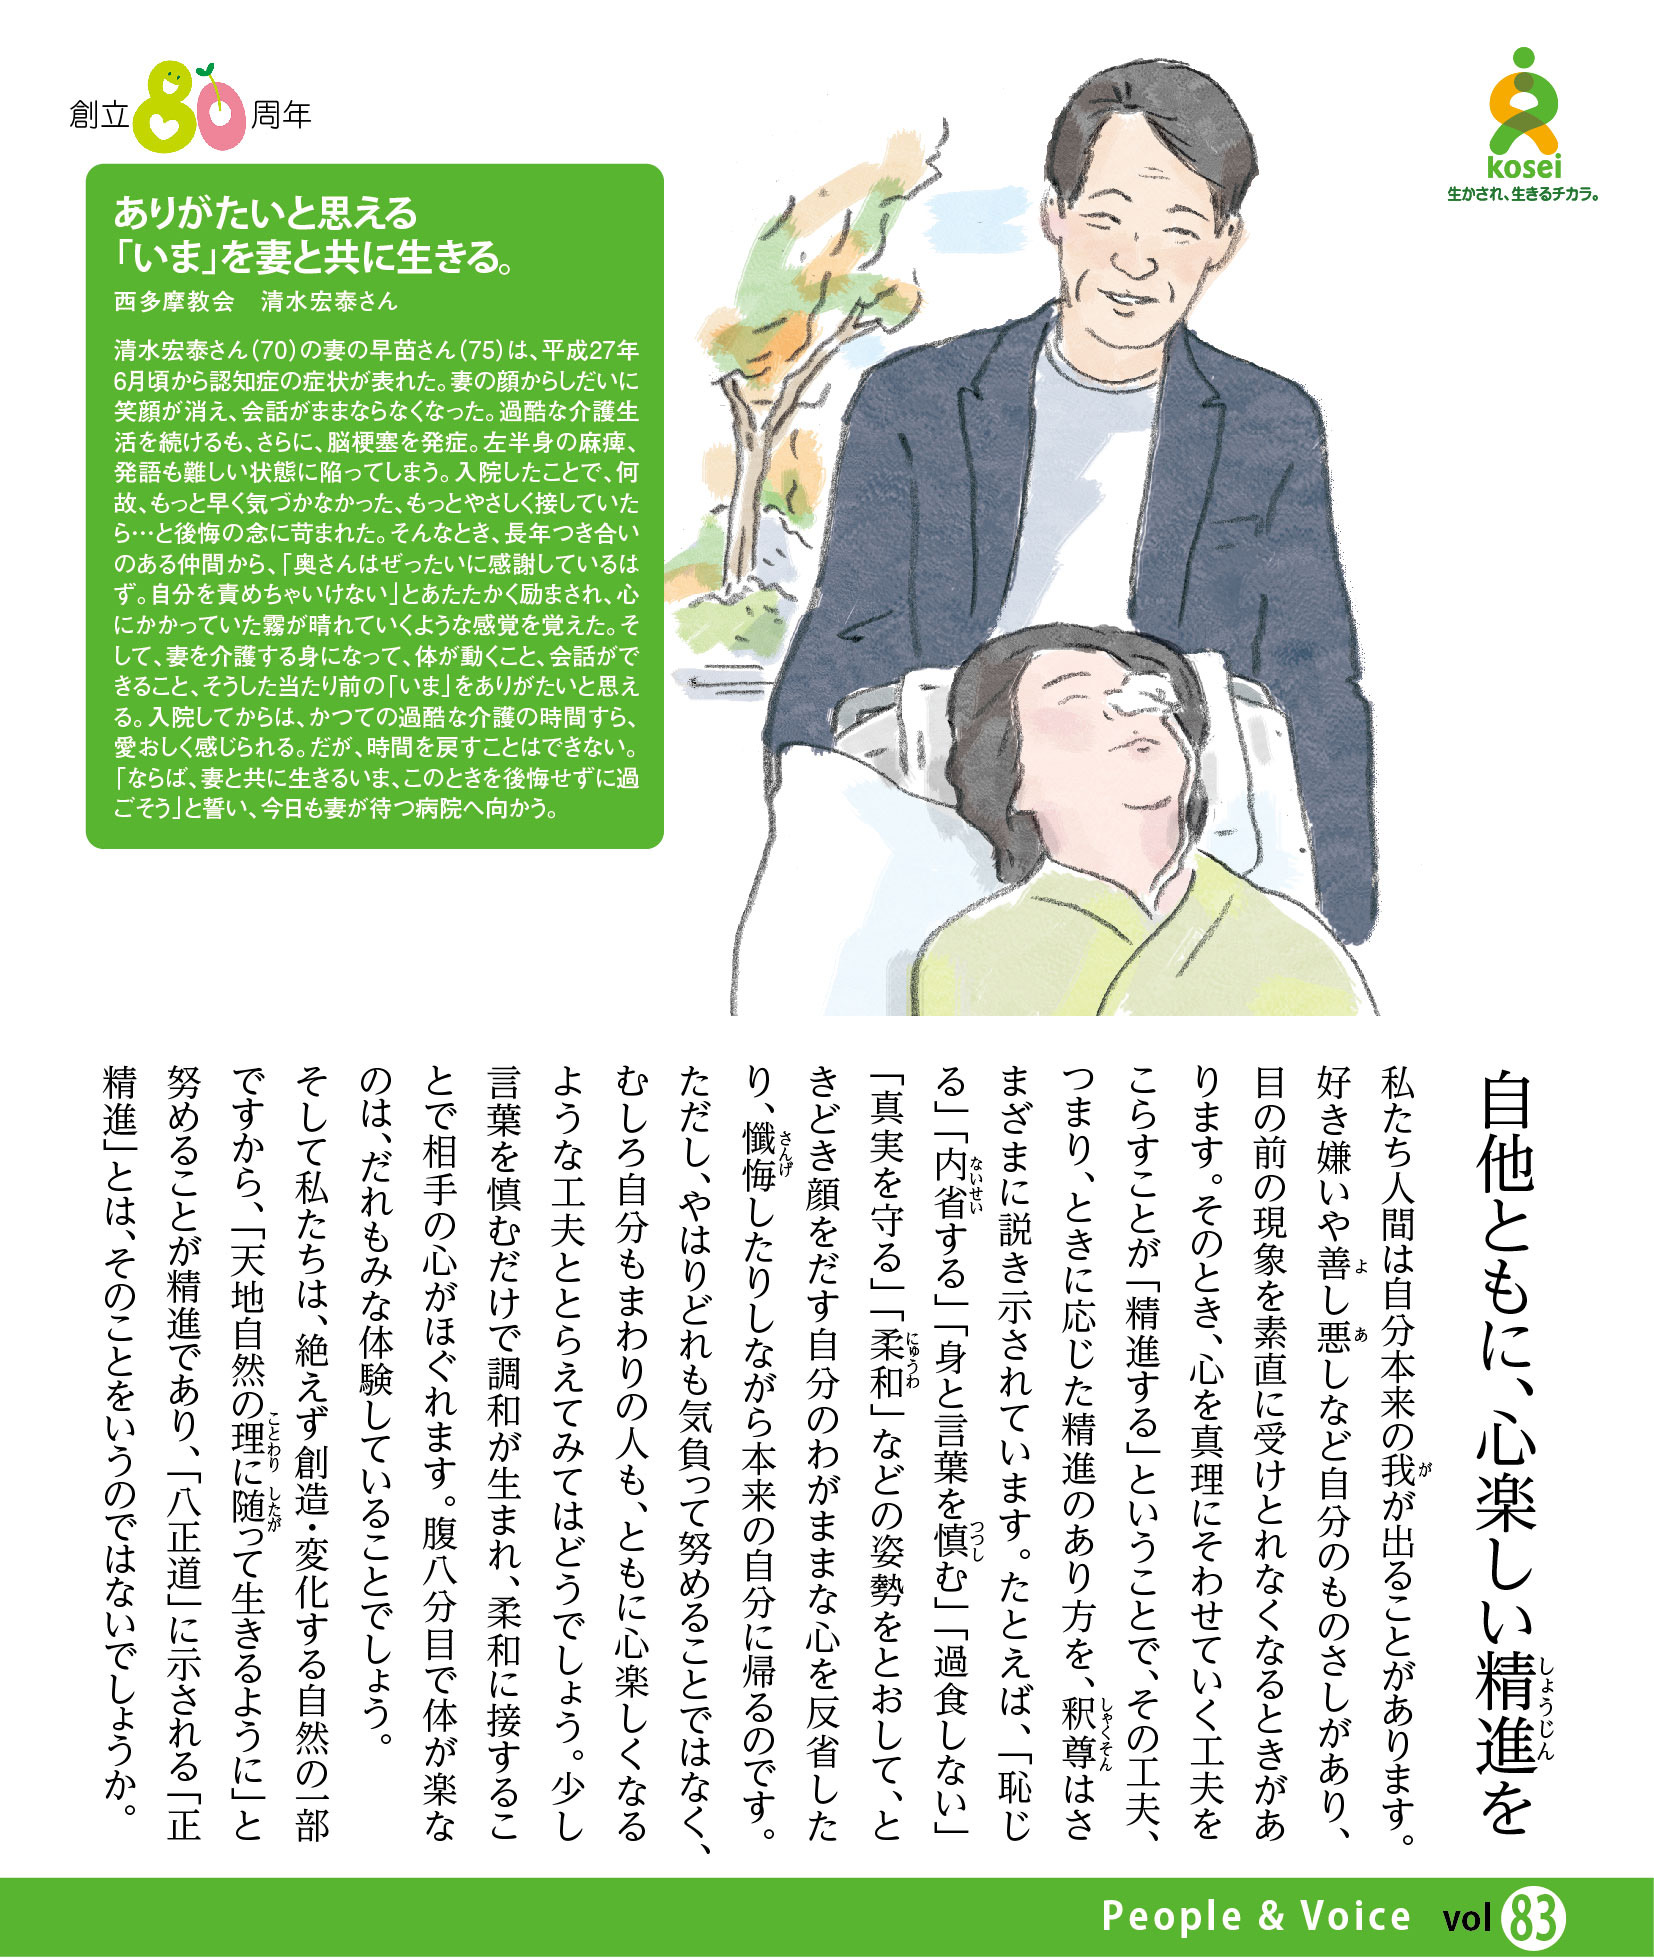 創立80周年
kosei
生かされ、生きるチカラ。
ありがたいと思える
「いま」を妻と共に生きる。
西多摩教会　清水宏泰さん
清水宏泰さん（70）の妻の早苗さん（75）は、平成27年
6月頃から認知症の症状が表れた。妻の顔からしだいに
笑顔が消え、会話がままならなくなった。過酷な介護生
活を続けるも、さらに、脳梗塞を発症。左半身の麻痺、
発語も難しい状態に陥ってしまう。入院したことで、何
故、もっと早く気づかなかった、もっとやさしく接していた
ら…と後悔の念に苛まれた。そんなとき、長年つき合い
のある仲間から、「奥さんはぜったいに感謝しているは
ず。自分を責めちゃいけない」とあたたかく励まされ、心
にかかっていた霧が晴れていくような感覚を覚えた。そ
して、妻を介護する身になって、体が動くこと、会話がで
きること、そうした当たり前の「いま」をありがたいと思え
る。入院してからは、かつての過酷な介護の時間すら、
愛おしく感じられる。だが、時間を戻すことはできない。
「ならば、妻と共に生きるいま、このときを後悔せずに過
ごそう」と誓い、今日も妻が待つ病院へ向かう。
自他ともに、心楽しい精進（しょうじん）を
私たち人間は自分本来の我（が）が出ることがあります。
好き嫌いや善（よ）し悪（あ）しなど自分のものさしがあり、
目の前の現象を素直に受けとれなくなるときがあ
ります。そのとき、心を真理にそわせていく工夫を
こらすことが「精進する」ということで、その工夫、
つまり、ときに応じた精進のあり方を、釈尊（しゃくそん）はさ
まざまに説き示されています。たとえば、「恥じ
る」「内省（ないせい）する」「身と言葉を慎（つつし）む」「過食しない」
「真実を守る」「柔和（にゅうわ）」などの姿勢をとおして、と
きどき顔をだす自分のわがままな心を反省した
り、懺悔（さんげ）したりしながら本来の自分に帰るのです。
ただし、やはりどれも気負って努めることではなく、
むしろ自分もまわりの人も、ともに心楽しくなる
ような工夫ととらえてみてはどうでしょう。少し
言葉を慎むだけで調和が生まれ、柔和に接するこ
とで相手の心がほぐれます。腹八分目で体が楽な
のは、だれもみな体験していることでしょう。
そして私たちは、絶えず創造・変化する自然の一部
ですから、「天地自然の理（ことわり）に随（したが）って生きるように」と
努めることが精進であり、「八正道」に示される「正
精進」とは、そのことをいうのではないでしょうか。
People & Voice vol 83